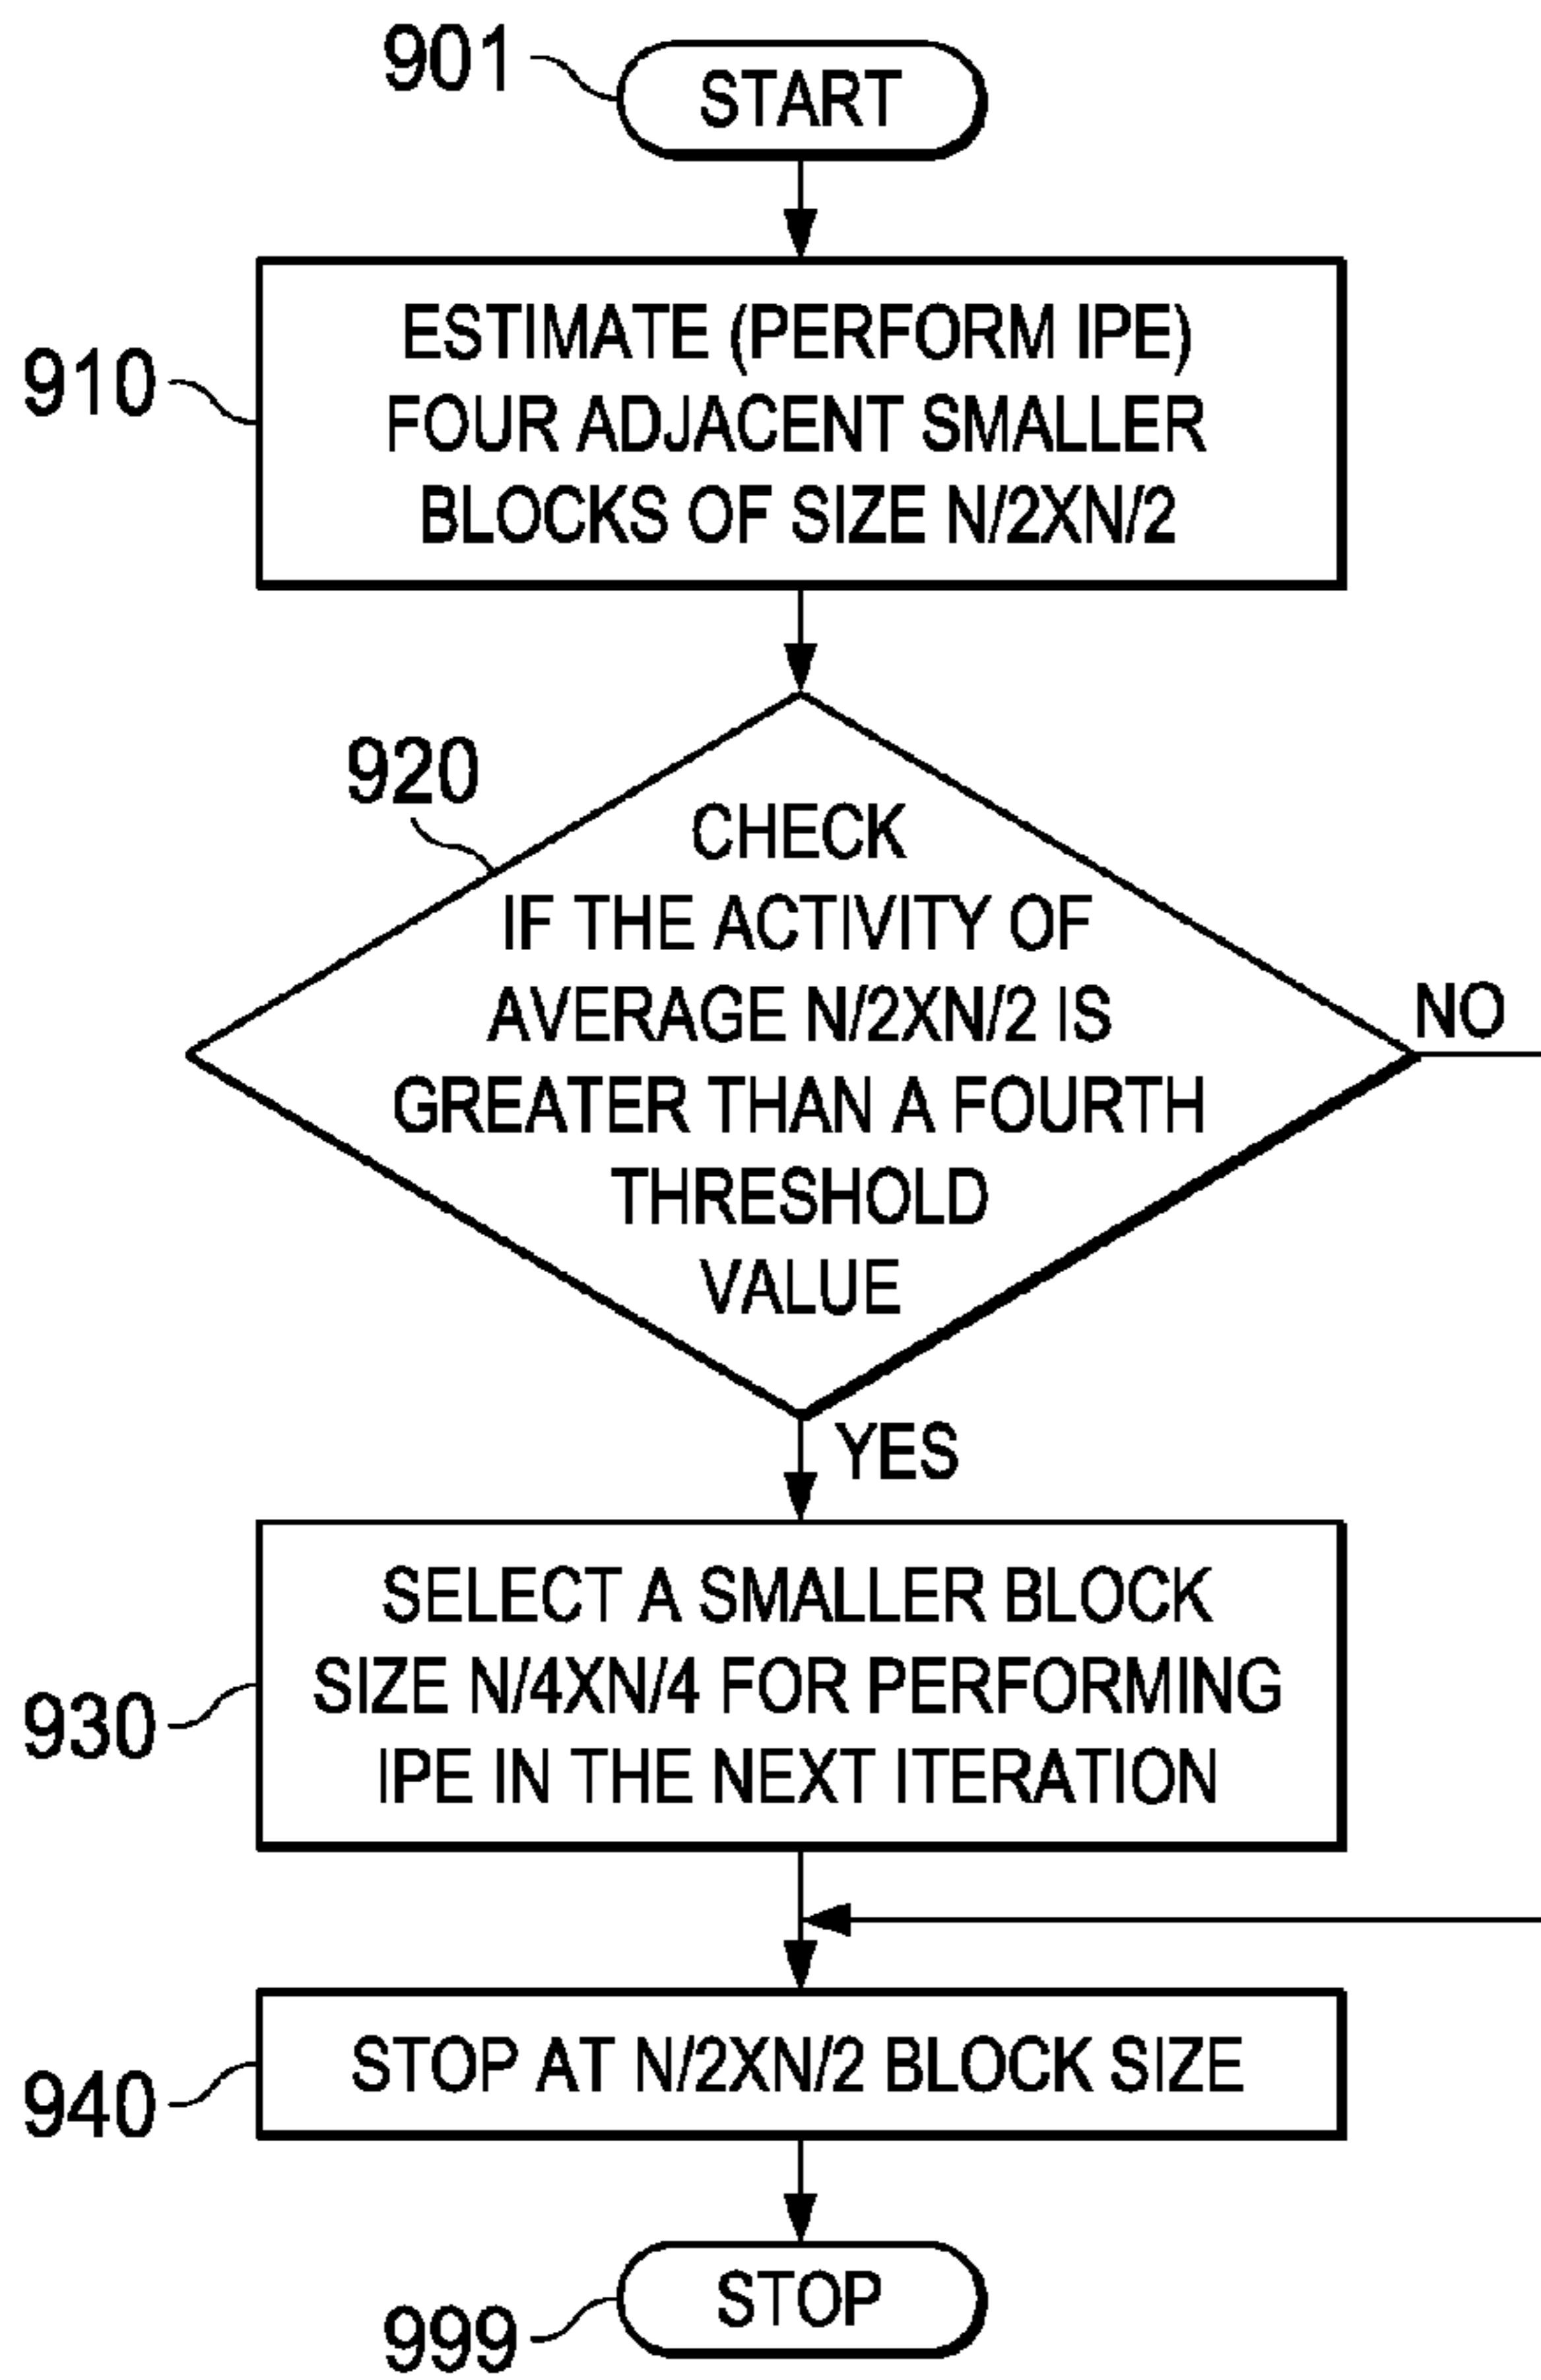 901
START
910
ESTIMATE (PERFORM IPE)
FOUR ADJACENT SMALLER
BLOCKS OF SIZE N/2XN/2
920
CHECK
IF THE ACTIVITY OF
AVERAGE N/2XN/2 IS
GREATER THAN A FOURTH
THRESHOLD
VALUE
NO
YES
930
SELECT A SMALLER BLOCK
SIZE N/4XN/4 FOR PERFORMING
IPE IN THE NEXT ITERATION
940
STOP AT N/2XN/2 BLOCK SIZE
999
STOP